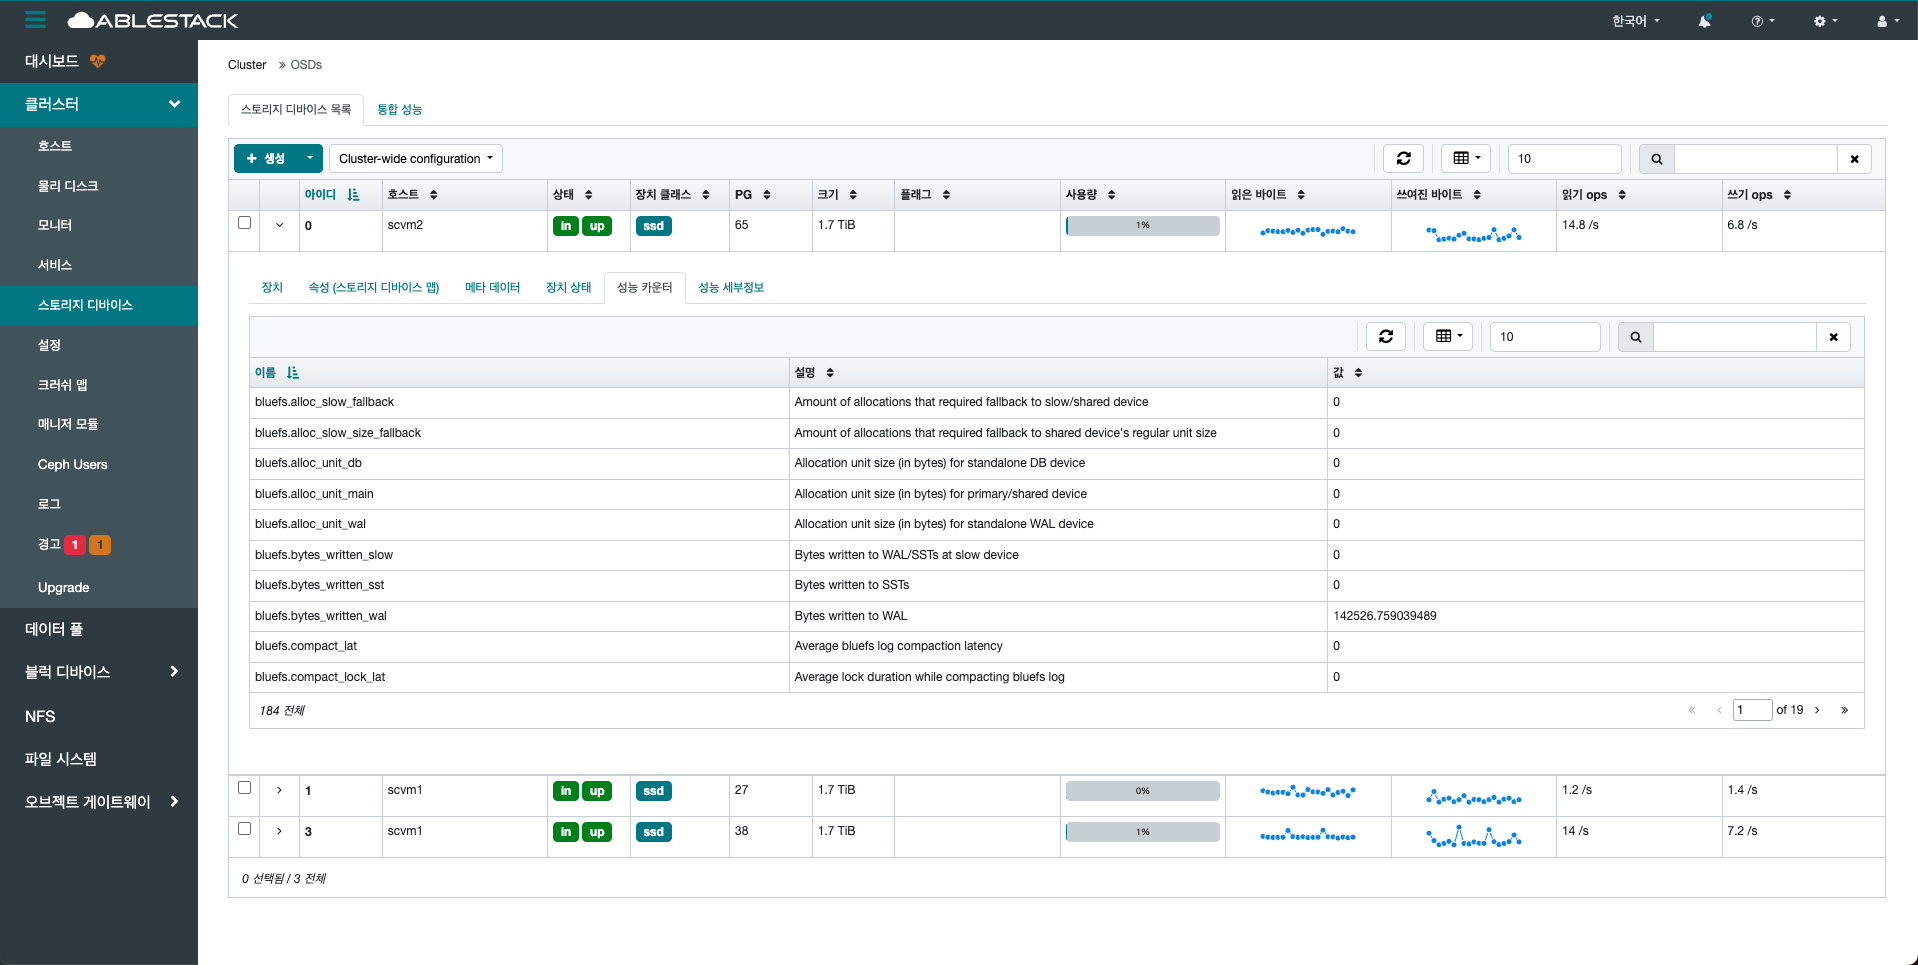 ABLESTACK
한국어
대시보드
클러스터
호스트
물리 디스크
모니터
서비스
스토리지 디바이스
설정
크러쉬 맵
매니저 모듈
Ceph Users
로그
경고 1 1
Upgrade
데이터 풀
블럭 디바이스
NFS
파일 시스템
오브젝트 게이트웨이
Cluster » OSDs
스토리지 디바이스 목록 통합 성능
+ 생성 Cluster-wide configuration 10
아이디 호스트 상태 장치 클래스 PG 크기 플래그 사용량 읽은 바이트 쓰여진 바이트 읽기 ops 쓰기 ops
0 scvm2 in up ssd 65 1.7 TiB 1% 14.8 /s 6.8 /s
장치 속성 (스토리지 디바이스 맵) 메타 데이터 장치 상태 성능 카운터 성능 세부정보
10
이름 설명 값
bluefs.alloc_slow_fallback Amount of allocations that required fallback to slow/shared device 0
bluefs.alloc_slow_size_fallback Amount of allocations that required fallback to shared device's regular unit size 0
bluefs.alloc_unit_db Allocation unit size (in bytes) for standalone DB device 0
bluefs.alloc_unit_main Allocation unit size (in bytes) for primary/shared device 0
bluefs.alloc_unit_wal Allocation unit size (in bytes) for standalone WAL device 0
bluefs.bytes_written_slow Bytes written to WAL/SSTs at slow device 0
bluefs.bytes_written_sst Bytes written to SSTs 0
bluefs.bytes_written_wal Bytes written to WAL 142526.759039489
bluefs.compact_lat Average bluefs log compaction latency 0
bluefs.compact_lock_lat Average lock duration while compacting bluefs log 0
184 전체 « ‹ 1 of 19 › »
1 scvm1 in up ssd 27 1.7 TiB 0% 1.2 /s 1.4 /s
3 scvm1 in up ssd 38 1.7 TiB 1% 14 /s 7.2 /s
0 선택됨 / 3 전체